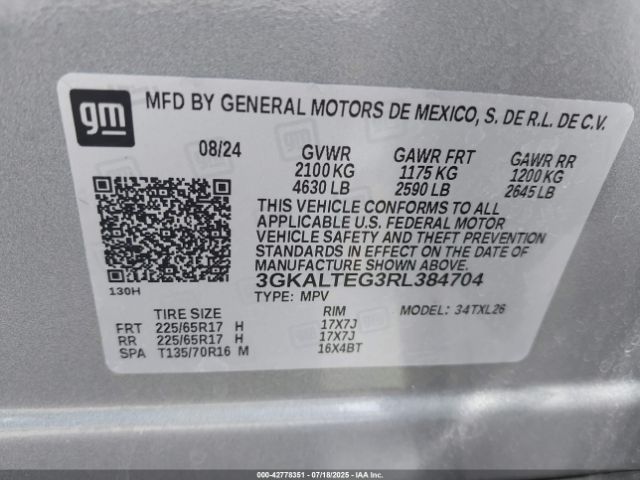 gm
MFD BY GENERAL MOTORS DE MEXICO, S. DE R.L. DE C.V.
08/24 GVWR GAWR FRT GAWR RR
2100 KG 1175 KG 1200 KG
4630 LB 2590 LB 2645 LB
THIS VEHICLE CONFORMS TO ALL
APPLICABLE U.S. FEDERAL MOTOR
VEHICLE SAFETY AND THEFT PREVENTION
STANDARDS IN EFFECT ON THE DATE OF
MANUFACTURE SHOWN ABOVE.
3GKALTEG3RL384704
130H
TYPE: MPV MODEL: 34TXL26
TIRE SIZE RIM
FRT 225/65R17 H 17X7J
RR 225/65R17 H 17X7J
SPA T135/70R16 M 16X4BT
000-42778351 | 07/18/2025 | IAA Inc.